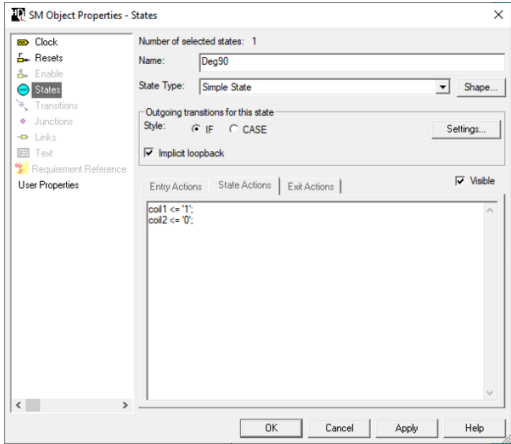 SM Object Properties - States
Clock
Resets
Enable
States
Transitions
Junctions
Links
Text
Requirement Reference
User Properties
Number of selected states: 1
Name: Deg90
State Type: Simple State Shape...
Outgoing transitions for this state
Style: IF CASE Settings...
Implicit loopback
Entry Actions State Actions Exit Actions Visible
coil1 <= '1';
coil2 <= '0';
OK Cancel Apply Help